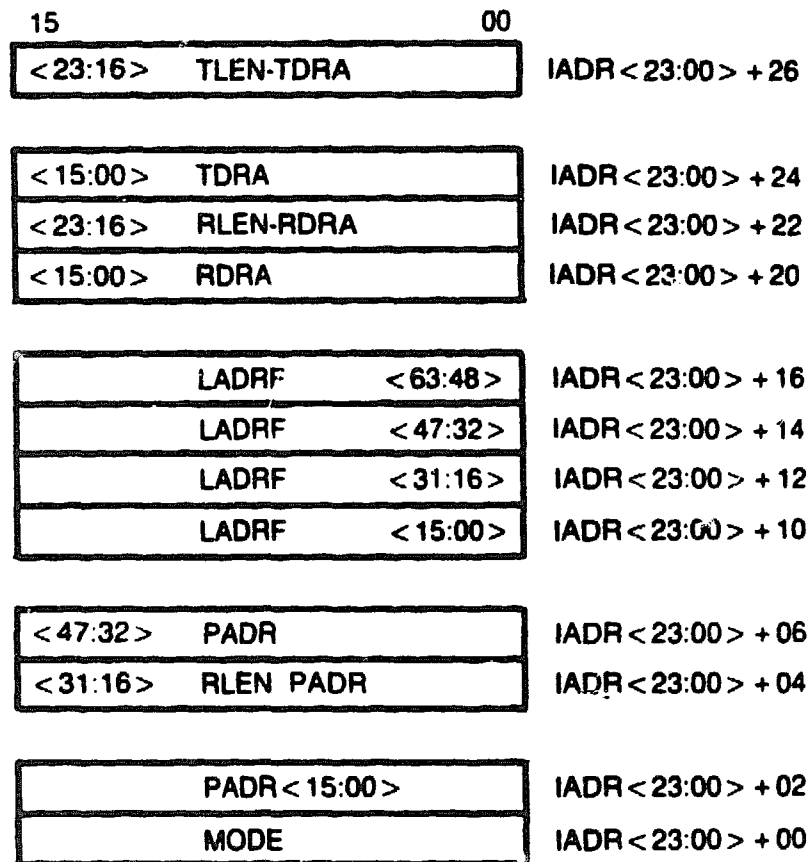 15 00
<23:16> TLEN-TDRA IADR<23:00> +26
<15:00> TDRA IADR<23:00> +24
<23:16> RLEN-RDRA IADR<23:00> +22
<15:00> RDRA IADR<23:00> +20
LADRF <63:48> IADR<23:00> +16
LADRF <47:32> IADR<23:00> +14
LADRF <31:16> IADR<23:00> +12
LADRF <15:00> IADR<23:00> +10
<47:32> PADR IADR<23:00> +06
<31:16> RLEN PADR IADR<23:00> +04
PADR<15:00> IADR<23:00> +02
MODE IADR<23:00> +00